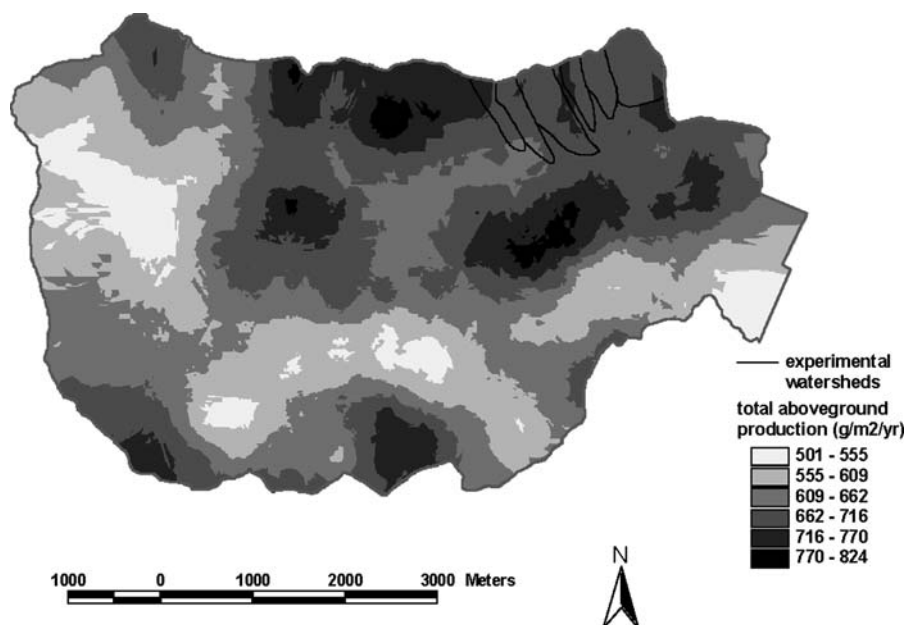 experimental
watersheds
total aboveground
production (g/m2/yr)
501 - 555
555 - 609
609 - 662
662 - 716
716 - 770
770 - 824
1000 0 1000 2000 3000 Meters
N